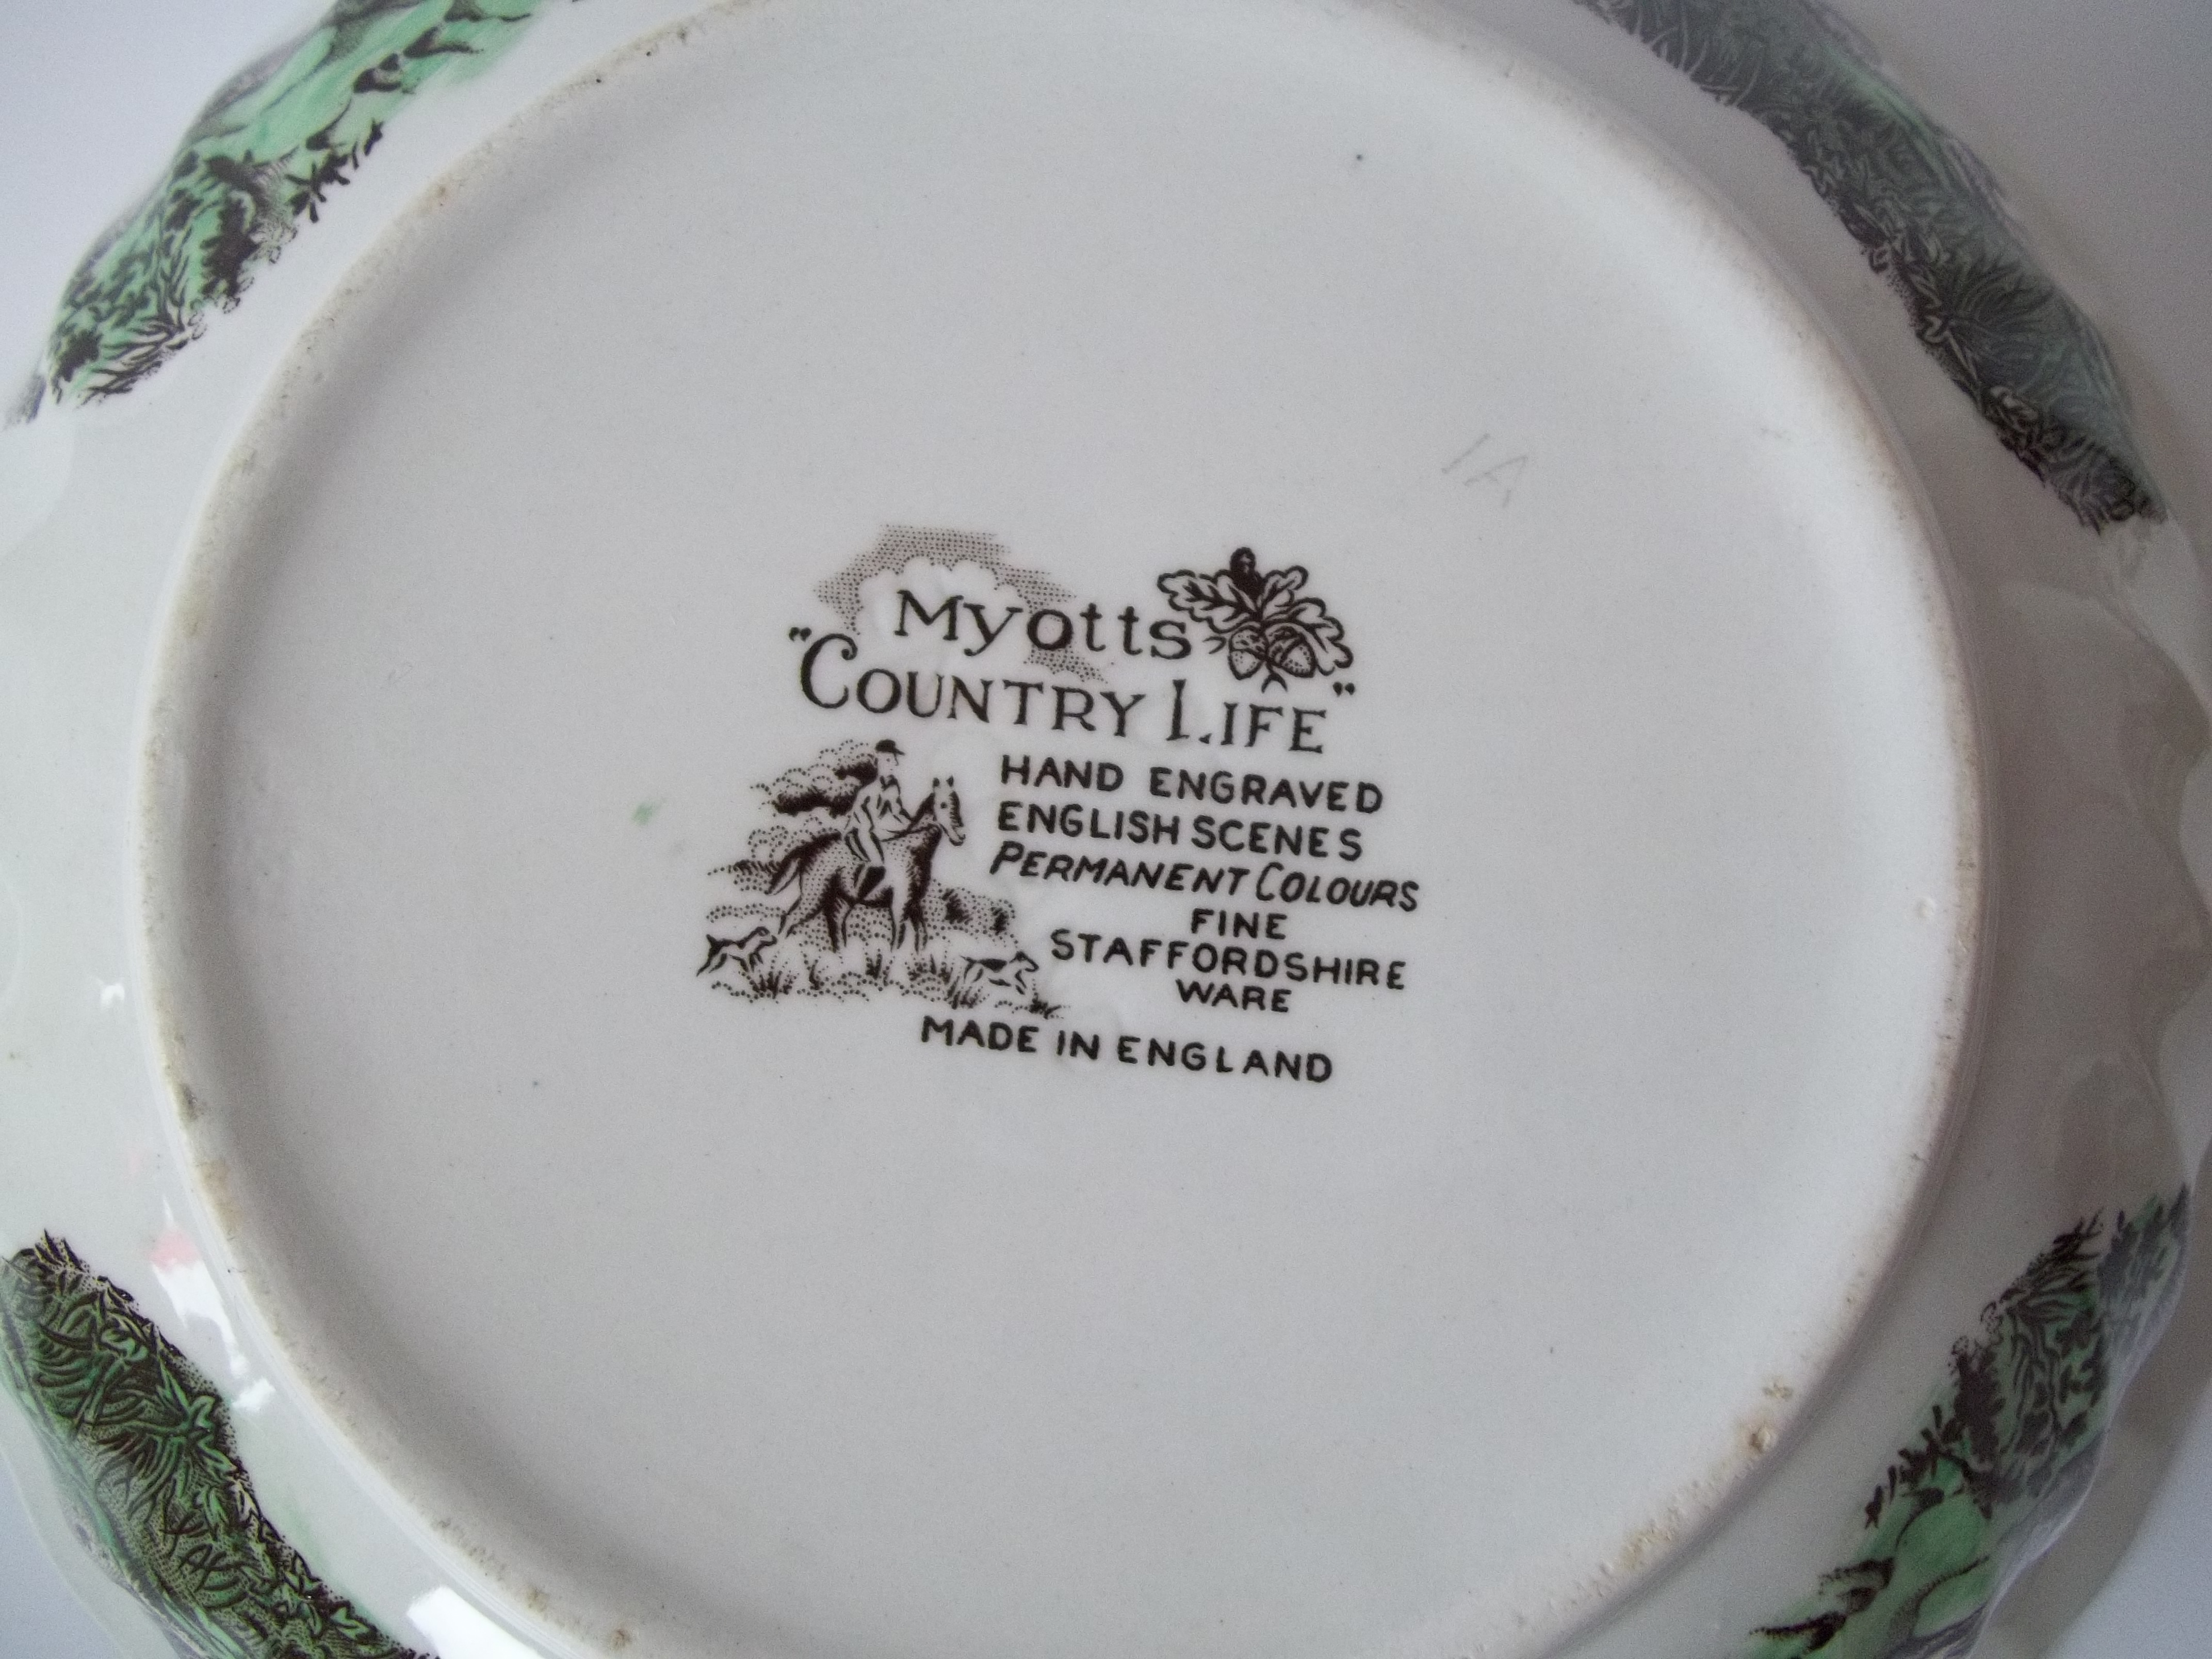 1A
Myotts'
"COUNTRY LIFE"
HAND ENGRAVED
ENGLISH SCENES
PERMANENT COLOURS
FINE
STAFFORDSHIRE
WARE
MADE IN ENGLAND